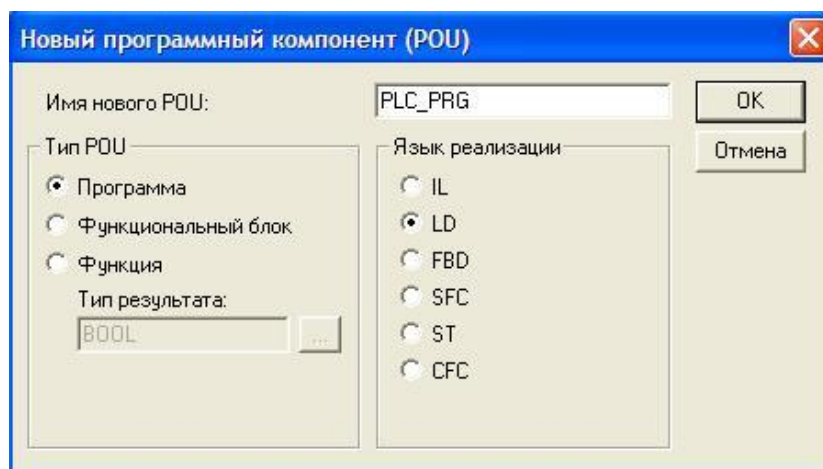 Новый программный компонент (POU)
Имя нового POU:
PLC_PRG
OK
Отмена
Тип POU
Программа
Функциональный блок
Функция
Тип результата:
BOOL
...
Язык реализации
IL
LD
FBD
SFC
ST
CFC